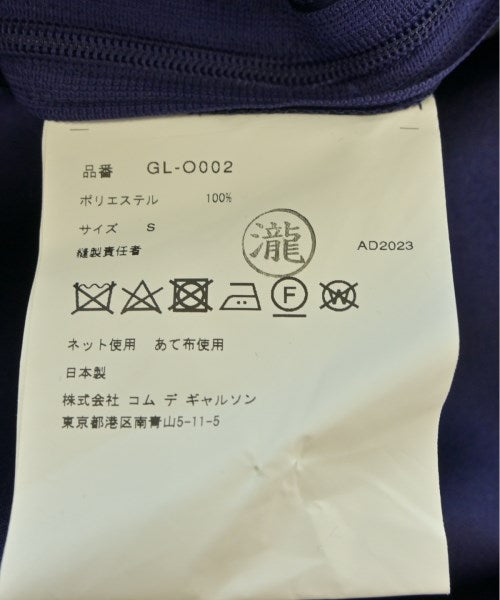 品番 GL-O002
ポリエステル 100%
サイズ S
縫製責任者 瀧 AD2023
F W
ネット使用 あて布使用
日本製
株式会社 コム デ ギャルソン
東京都港区南青山5-11-5